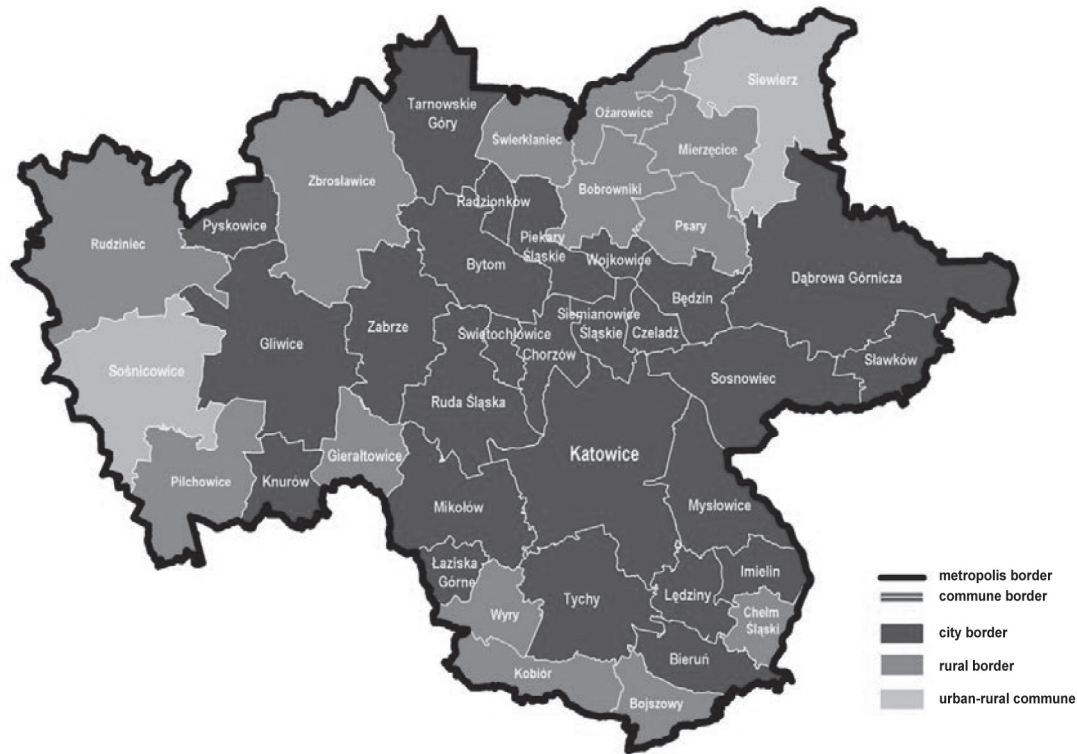 Siewierz
Tarnowskie
Góry
Ożarowice
Świerklaniec
Mierzęcice
Zbrosławice
Bobrowniki
Radzionków
Pyskowice
Psary
Rudziniec
Piekary
Śląskie
Wojkowice
Bytom
Dąbrowa Górnicza
Będzin
Siemianowice
Śląskie
Zabrze
Świętochłowice
Czeladź
Gliwice
Chorzów
Sławków
Sośnicowice
Sosnowiec
Ruda Śląska
Katowice
Gierałtowice
Pilchowice
Knurów
Mikołów
Mysłowice
Łaziska
Górne
Imielin
Lędziny
Tychy
Wyry
Chełm
Śląski
Bieruń
Kobiór
Bojszowy
metropolis border
commune border
city border
rural border
urban-rural commune